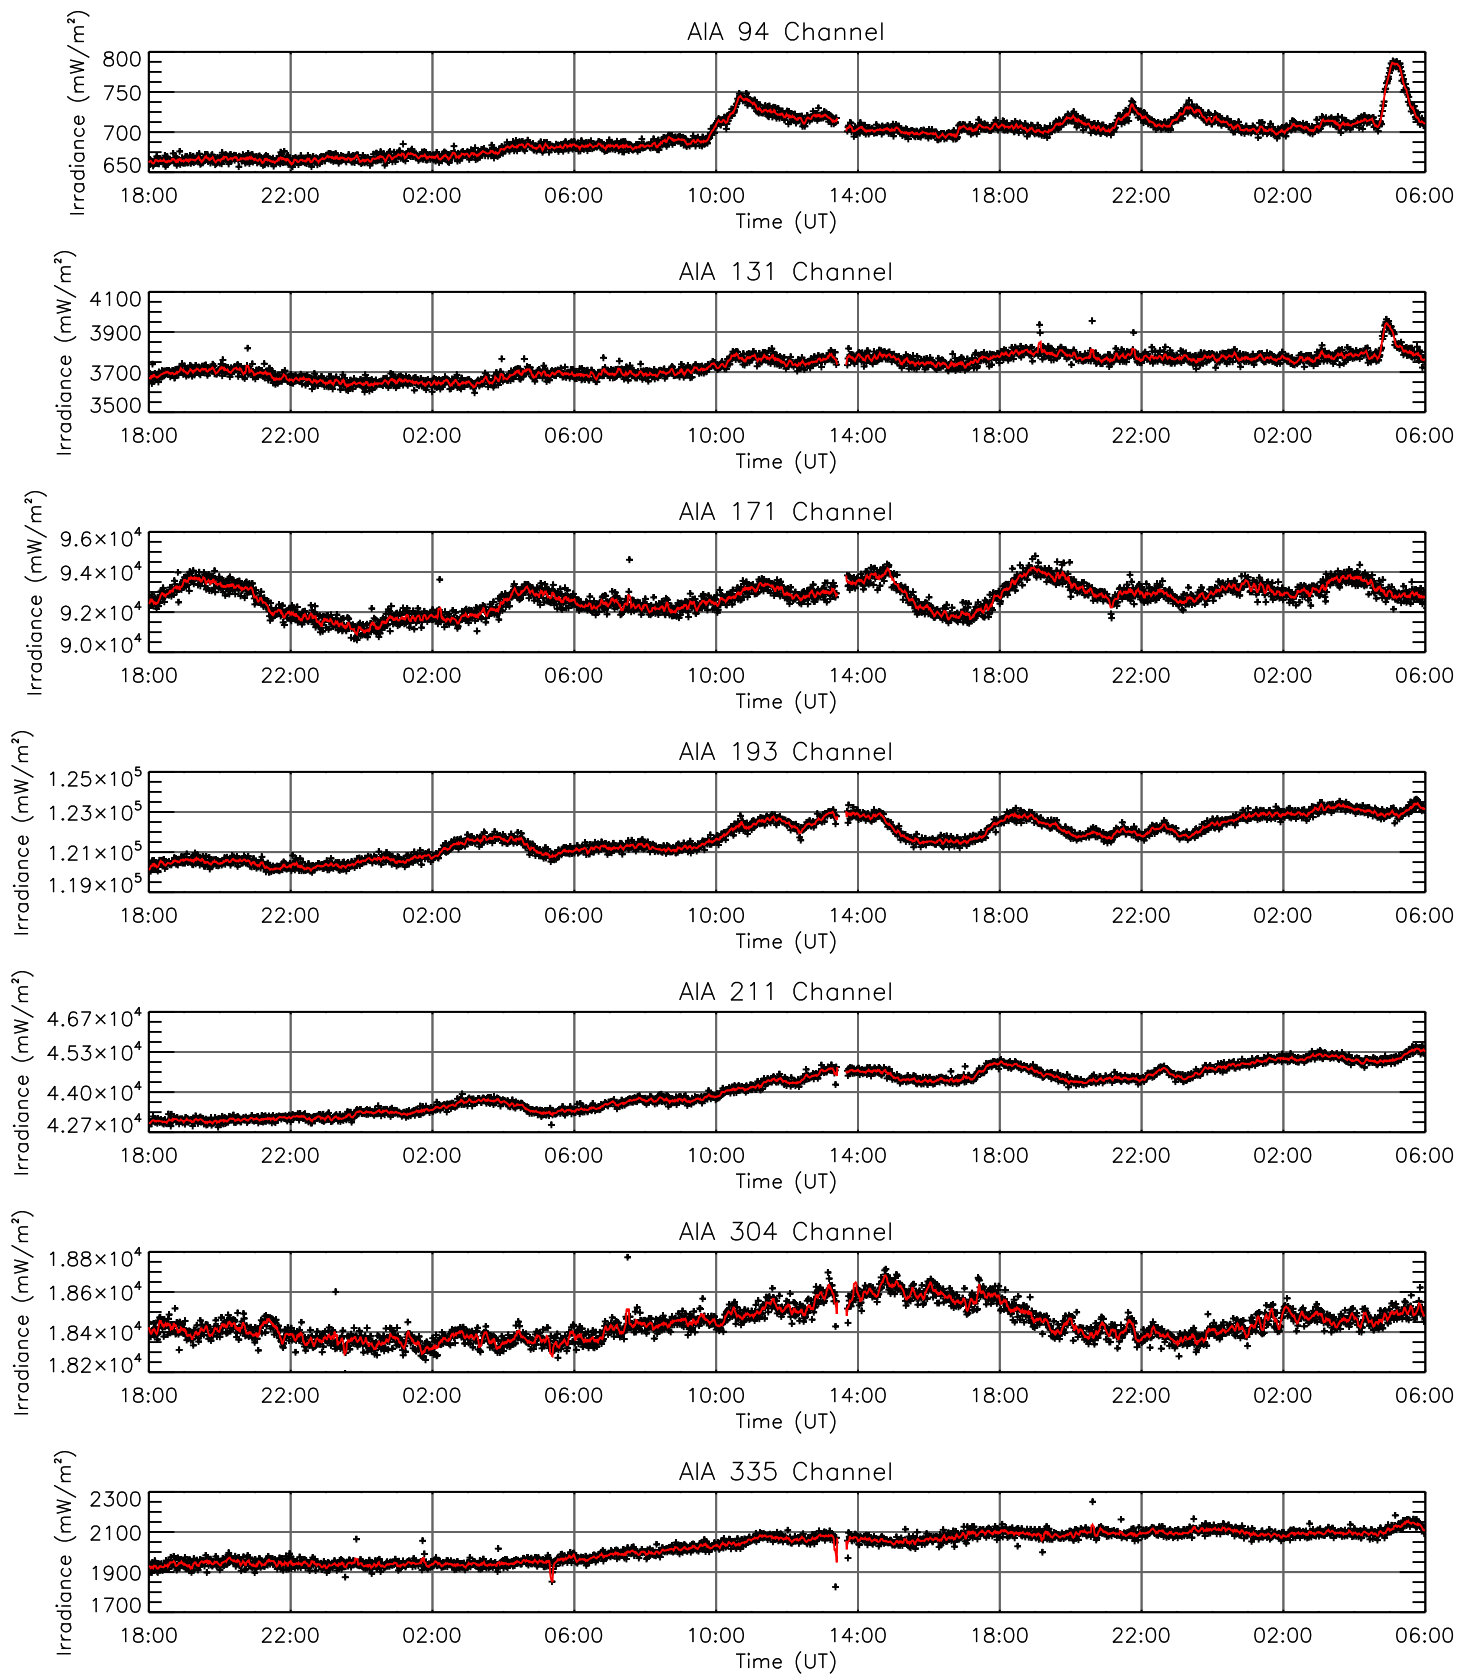 AIA 94 Channel
Irradiance (mW/m²)
800
750
700
650
18:00 22:00 02:00 06:00 10:00 14:00 18:00 22:00 02:00 06:00
Time (UT)
AIA 131 Channel
Irradiance (mW/m²)
4100
3900
3700
3500
18:00 22:00 02:00 06:00 10:00 14:00 18:00 22:00 02:00 06:00
Time (UT)
AIA 171 Channel
Irradiance (mW/m²)
9.6×10⁴
9.4×10⁴
9.2×10⁴
9.0×10⁴
18:00 22:00 02:00 06:00 10:00 14:00 18:00 22:00 02:00 06:00
Time (UT)
AIA 193 Channel
Irradiance (mW/m²)
1.25×10⁵
1.23×10⁵
1.21×10⁵
1.19×10⁵
18:00 22:00 02:00 06:00 10:00 14:00 18:00 22:00 02:00 06:00
Time (UT)
AIA 211 Channel
Irradiance (mW/m²)
4.67×10⁴
4.53×10⁴
4.40×10⁴
4.27×10⁴
18:00 22:00 02:00 06:00 10:00 14:00 18:00 22:00 02:00 06:00
Time (UT)
AIA 304 Channel
Irradiance (mW/m²)
1.88×10⁴
1.86×10⁴
1.84×10⁴
1.82×10⁴
18:00 22:00 02:00 06:00 10:00 14:00 18:00 22:00 02:00 06:00
Time (UT)
AIA 335 Channel
Irradiance (mW/m²)
2300
2100
1900
1700
18:00 22:00 02:00 06:00 10:00 14:00 18:00 22:00 02:00 06:00
Time (UT)